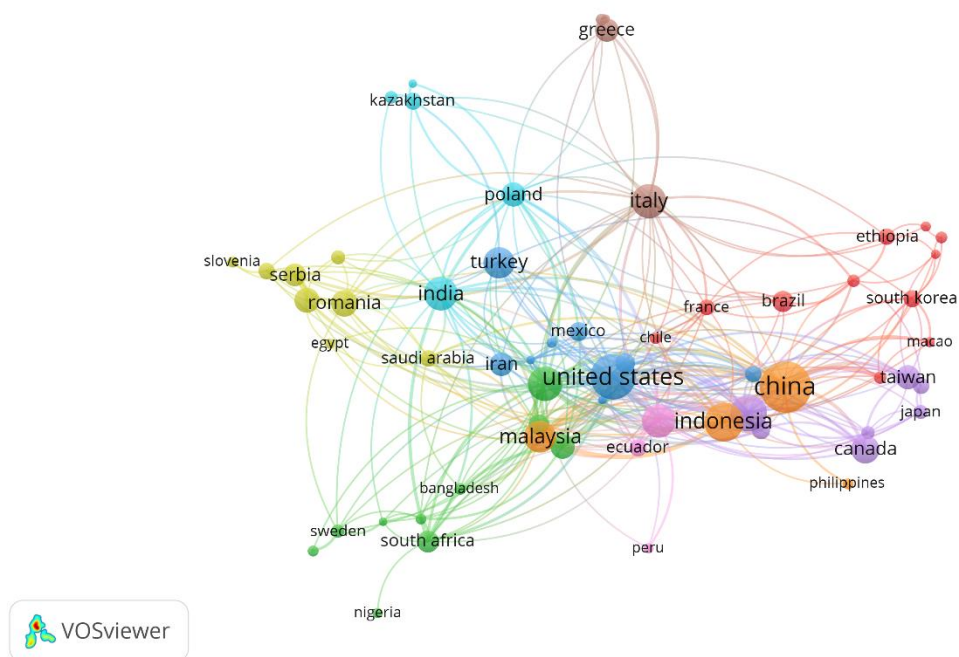 greece
kazakhstan
poland
italy
ethiopia
slovenia
serbia
turkey
romania
india
france
brazil
south korea
egypt
mexico
chile
macao
saudi arabia
iran
united states
china
taiwan
japan
malaysia
indonesia
ecuador
canada
bangladesh
philippines
sweden
south africa
peru
nigeria
VOSviewer